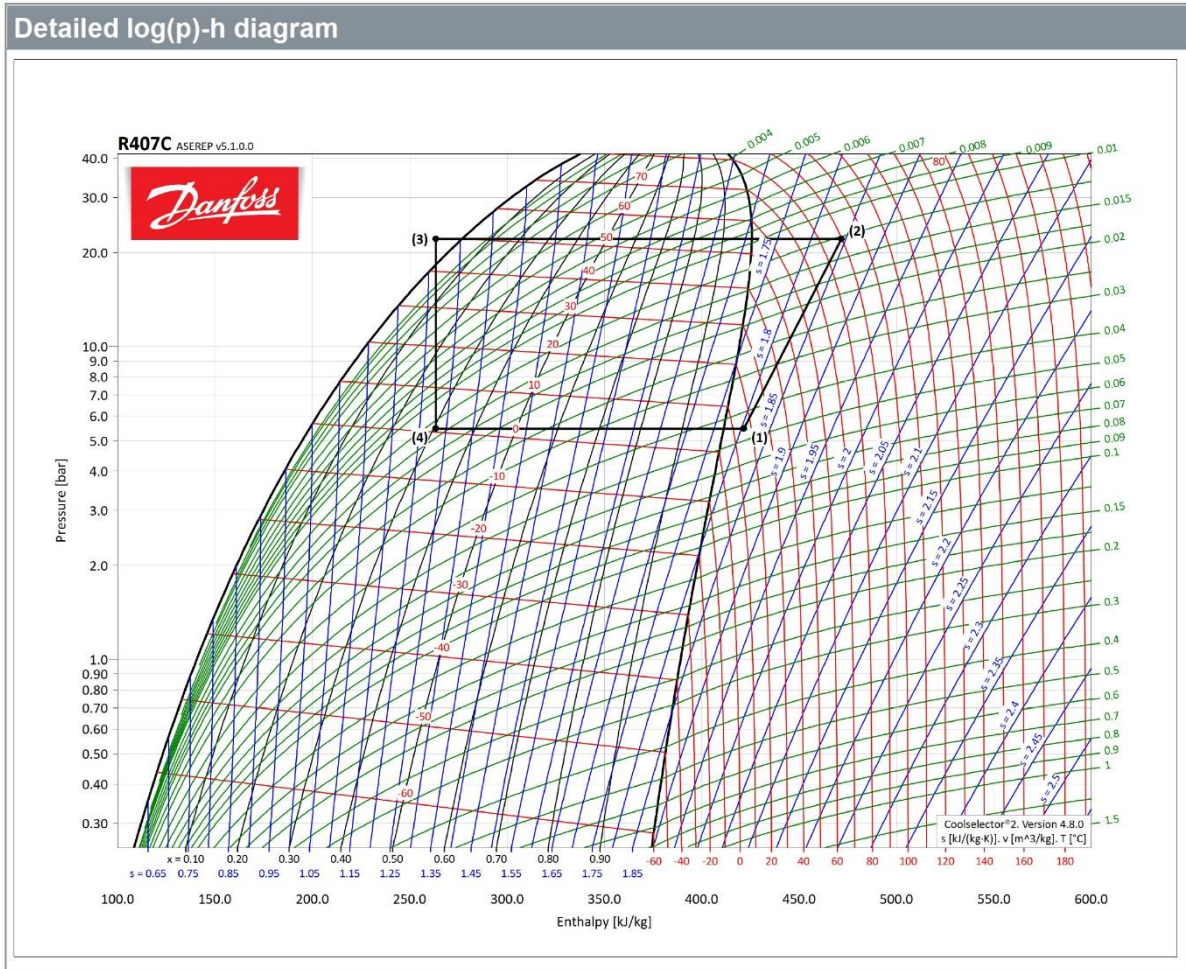 Detailed log(p)-h diagram
R407C ASEREP v5.1.0.0
Danfoss
0.004 0.005 0.006 0.007 0.008 0.009 0.01
40.0
30.0
20.0
10.0
9.0
8.0
7.0
6.0
5.0
4.0
3.0
2.0
1.0
0.90
0.80
0.70
0.60
0.50
0.40
0.30
Pressure [bar]
80
70
60
50
40
30
20
10
0
-10
-20
-30
-40
-50
-60
(3)
(2)
(4)
(1)
s = 1.75
s = 1.8
s = 1.85
s = 1.9
s = 1.95
s = 2
s = 2.05
s = 2.1
s = 2.15
s = 2.2
s = 2.25
s = 2.3
s = 2.35
s = 2.4
s = 2.45
s = 2.5
0.015
0.02
0.03
0.04
0.05
0.06
0.07
0.08
0.09
0.1
0.15
0.2
0.3
0.4
0.5
0.6
0.7
0.8
0.9
1
1.5
Coolselector®2. Version 4.8.0
s [kJ/(kg·K)]. v [m^3/kg]. T [°C]
x = 0.10 0.20 0.30 0.40 0.50 0.60 0.70 0.80 0.90 -60 -40 -20 0 20 40 60 80 100 120 140 160 180
s = 0.65 0.75 0.85 0.95 1.05 1.15 1.25 1.35 1.45 1.55 1.65 1.75 1.85
100.0 150.0 200.0 250.0 300.0 350.0 400.0 450.0 500.0 550.0 600.0
Enthalpy [kJ/kg]